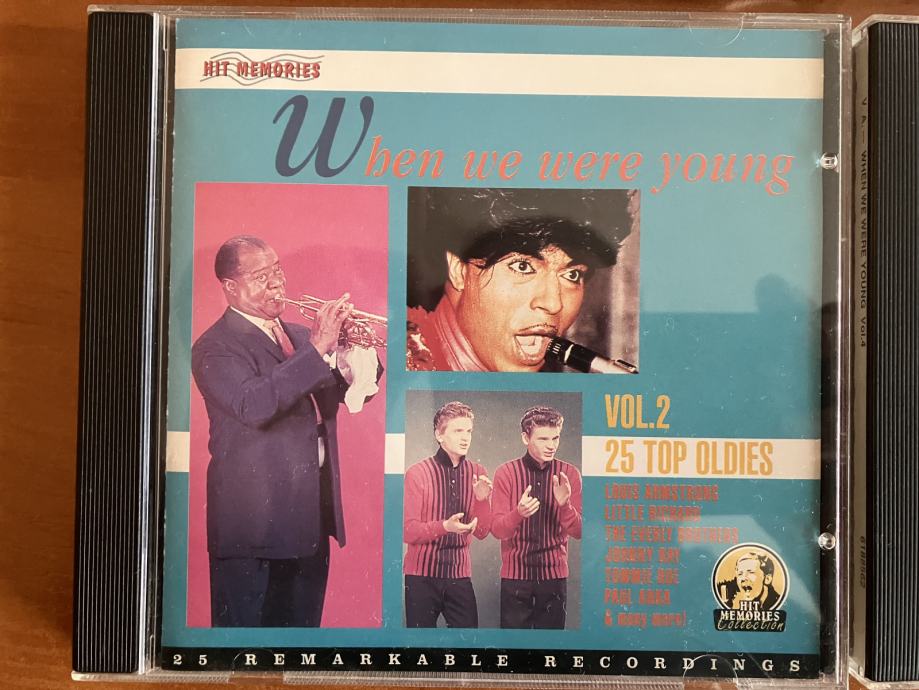 HIT MEMORIES
When we were young
VOL.2
25 TOP OLDIES
LOUIS ARMSTRONG
LITTLE RICHARD
THE EVERLY BROTHERS
JOHNNY RAY
TOMMIE ROE
PAUL ANKA
& many more!
HIT
MEMORIES
Collection
25 REMARKABLE RECORDINGS
V. A. – WHEN WE WERE YOUNG Vol.4
6188562